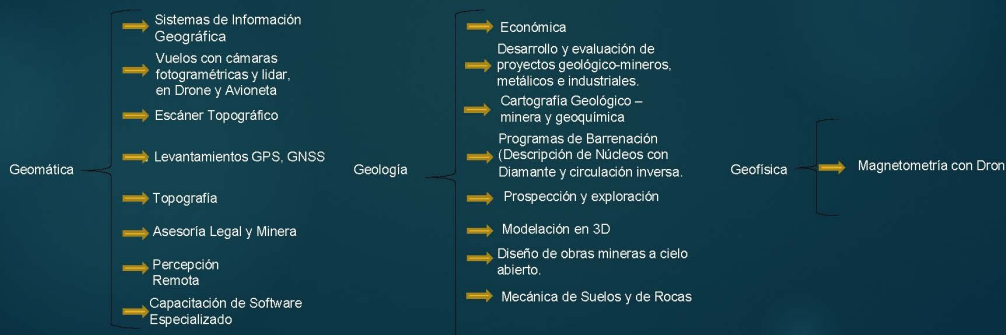 Geomática
Sistemas de Información
Geográfica
Vuelos con cámaras
fotogramétricas y lidar,
en Drone y Avioneta
Escáner Topográfico
Levantamientos GPS, GNSS
Topografía
Asesoría Legal y Minera
Percepción
Remota
Capacitación de Software
Especializado
Geología
Económica
Desarrollo y evaluación de
proyectos geológico-mineros,
metálicos e industriales.
Cartografía Geológico –
minera y geoquímica
Programas de Barrenación
(Descripción de Núcleos con
Diamante y circulación inversa.
Prospección y exploración
Modelación en 3D
Diseño de obras mineras a cielo
abierto.
Mecánica de Suelos y de Rocas
Geofísica
Magnetometría con Dron